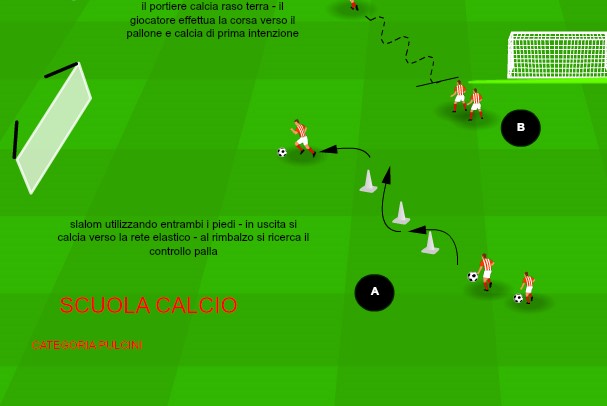 il portiere calcia raso terra - il
giocatore effettua la corsa verso il
pallone e calcia di prima intenzione
B
slalom utilizzando entrambi i piedi - in uscita si
calcia verso la rete elastico - al rimbalzo si ricerca il
controllo palla
A
SCUOLA CALCIO
CATEGORIA PULCINI